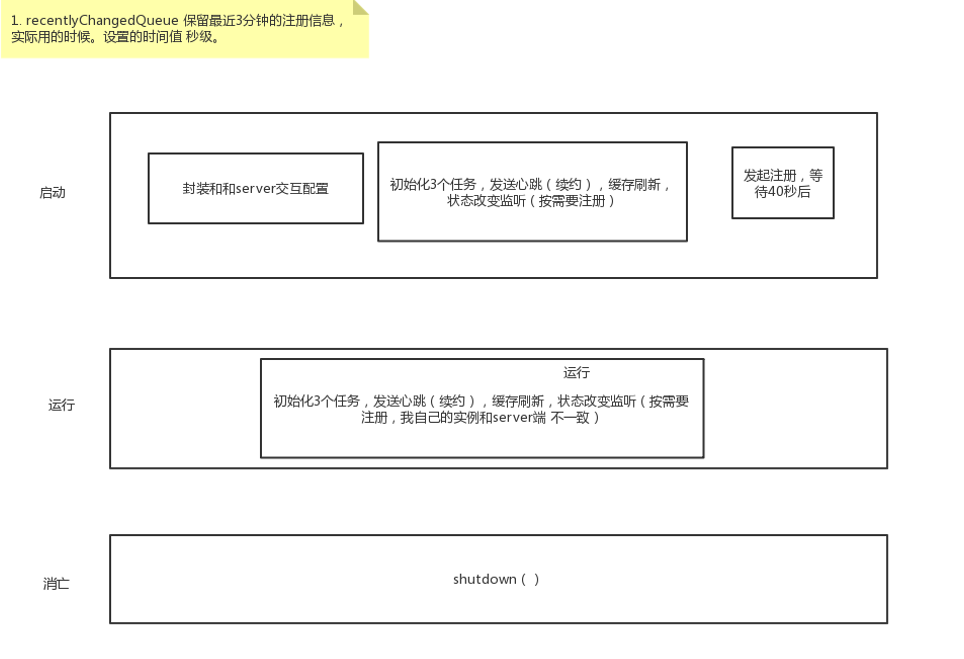 1. recentlyChangedQueue 保留最近3分钟的注册信息，
实际用的时候。设置的时间值 秒级。
启动
封装和和server交互配置
初始化3个任务，发送心跳（续约），缓存刷新，
状态改变监听（按需要注册）
发起注册，等
待40秒后
运行
运行
初始化3个任务，发送心跳（续约），缓存刷新，状态改变监听（按需要
注册，我自己的实例和server端 不一致）
消亡
shutdown（ ）